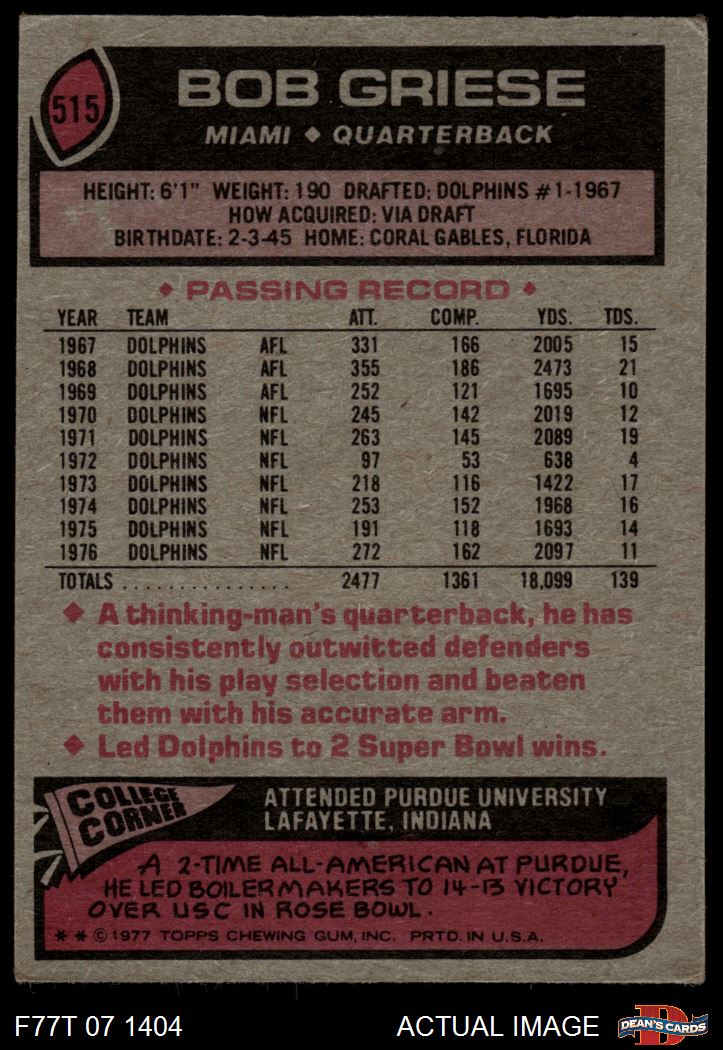 515
BOB GRIESE
MIAMI ◆ QUARTERBACK
HEIGHT: 6'1" WEIGHT: 190 DRAFTED: DOLPHINS #1-1967
HOW ACQUIRED: VIA DRAFT
BIRTHDATE: 2-3-45 HOME: CORAL GABLES, FLORIDA
◆ PASSING RECORD ◆
YEAR TEAM ATT. COMP. YDS. TDS.
1967 DOLPHINS AFL 331 166 2005 15
1968 DOLPHINS AFL 355 186 2473 21
1969 DOLPHINS AFL 252 121 1695 10
1970 DOLPHINS NFL 245 142 2019 12
1971 DOLPHINS NFL 263 145 2089 19
1972 DOLPHINS NFL 97 53 638 4
1973 DOLPHINS NFL 218 116 1422 17
1974 DOLPHINS NFL 253 152 1968 16
1975 DOLPHINS NFL 191 118 1693 14
1976 DOLPHINS NFL 272 162 2097 11
TOTALS ................ 2477 1361 18,099 139
◆ A thinking-man's quarterback, he has
consistently outwitted defenders
with his play selection and beaten
them with his accurate arm.
◆ Led Dolphins to 2 Super Bowl wins.
COLLEGE
CORNER
ATTENDED PURDUE UNIVERSITY
LAFAYETTE, INDIANA
A 2-TIME ALL-AMERICAN AT PURDUE,
HE LED BOILERMAKERS TO 14-13 VICTORY
OVER USC IN ROSE BOWL.
* * © 1977 TOPPS CHEWING GUM, INC. PRTD. IN U.S.A.
F77T 07 1404 ACTUAL IMAGE
D
DEAN'S CARDS